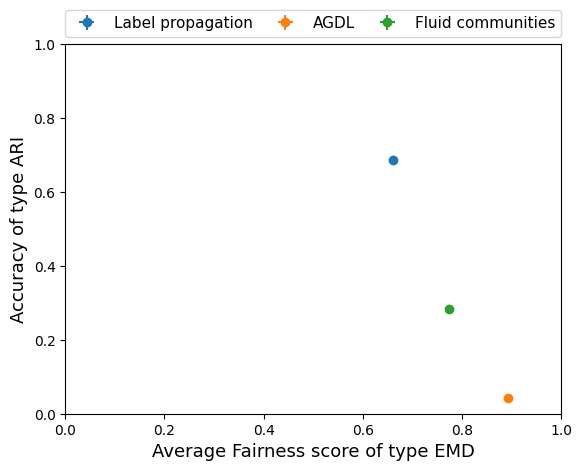 Label propagation AGDL Fluid communities
1.0
0.8
0.6
0.4
0.2
0.0
Accuracy of type ARI
0.0 0.2 0.4 0.6 0.8 1.0
Average Fairness score of type EMD